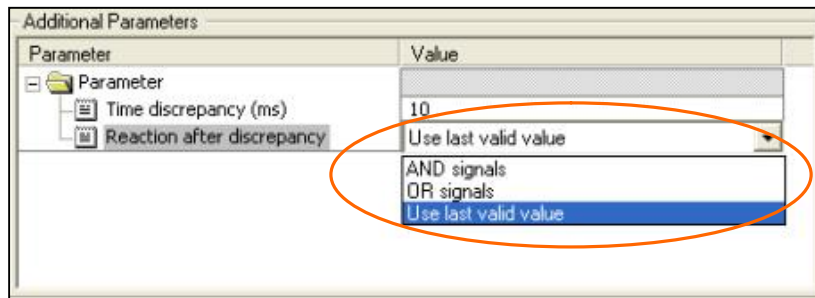 Additional Parameters
Parameter Value
Parameter
Time discrepancy (ms) 10
Reaction after discrepancy Use last valid value
AND signals
OR signals
Use last valid value